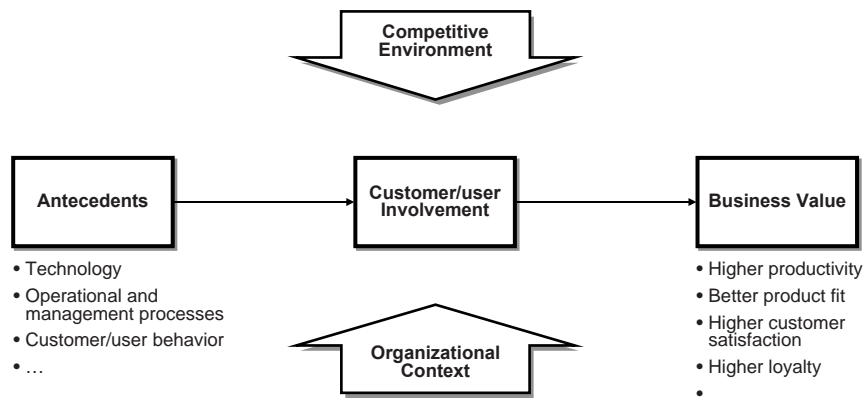 Competitive
Environment
Antecedents
Customer/user
Involvement
Business Value
• Technology
• Operational and
management processes
• Customer/user behavior
• …
• Higher productivity
• Better product fit
• Higher customer
satisfaction
• Higher loyalty
•
Organizational
Context